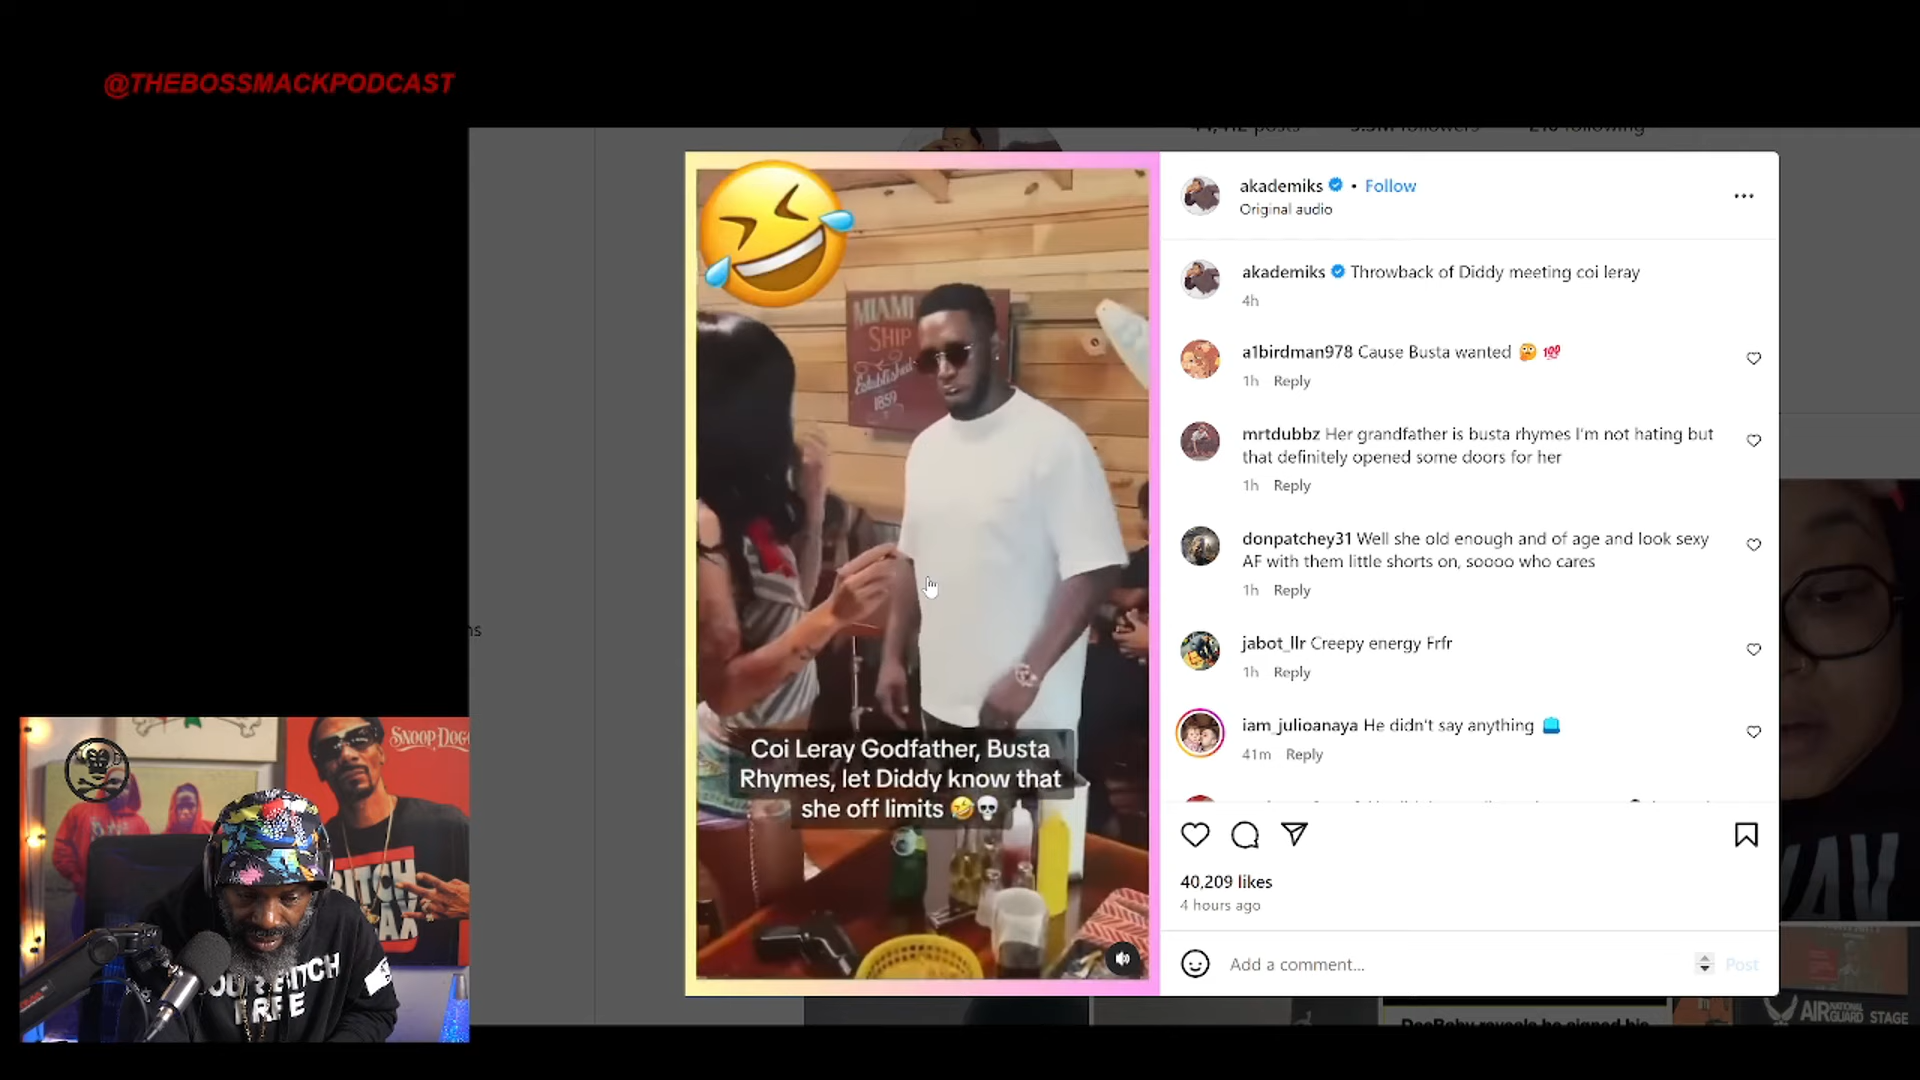 @THEBOSSMACKPODCAST
akademiks • Follow
Original audio
akademiks Throwback of Diddy meeting coi leray
4h
a1birdman978 Cause Busta wanted 🫢 💯
1h Reply
mrtdubbz Her grandfather is busta rhymes I'm not hating but
that definitely opened some doors for her
1h Reply
donpatchey31 Well she old enough and of age and look sexy
AF with them little shorts on, soooo who cares
1h Reply
jabot_llr Creepy energy Frfr
1h Reply
iam_julioanaya He didn't say anything
41m Reply
40,209 likes
4 hours ago
Add a comment...
Post
MIAMI
SHIP
Established
1859
Coi Leray Godfather, Busta
Rhymes, let Diddy know that
she off limits 🤣💀
SNOOP DOGG
AIR NATIONAL GUARD STAGE